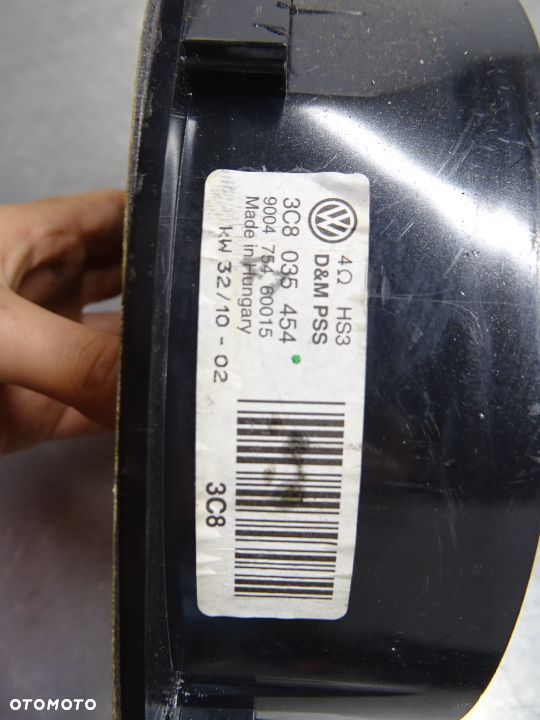 4Ω HS3
D&M PSS
3C8 035 454
9004 754 60015
Made in Hungary
KW 32/10 - 02
3C8
OTOMOTO